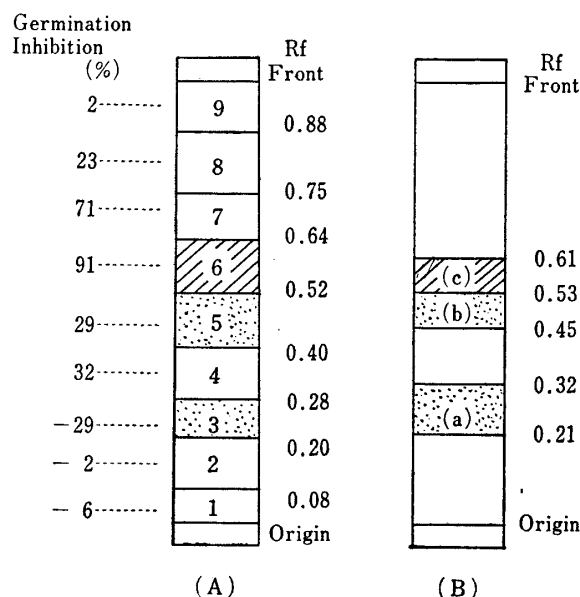 Germination
Inhibition
(%)
Rf
Front
2 9
0.88
23 8
0.75
71 7
0.64
91 6
0.52
29 5
0.40
32 4
0.28
-29 3
0.20
- 2 2
0.08
- 6 1
Origin
(A)
Rf
Front
0.61
(c)
0.53
(b)
0.45
0.32
(a)
0.21
Origin
(B)